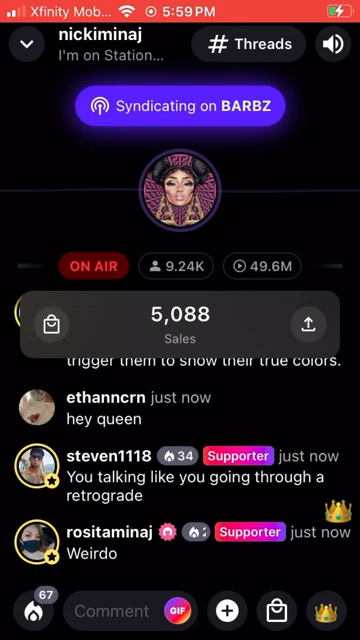 Xfinity Mob... 5:59 PM
nickiminaj
I'm on Station...
# Threads
Syndicating on BARBZ
ON AIR 9.24K 49.6M
5,088
Sales
trigger them to show their true colors.
ethanncrn just now
hey queen
steven1118 34 Supporter just now
You talking like you going through a
retrograde
rositaminaj Supporter just now
Weirdo
67
Comment GIF